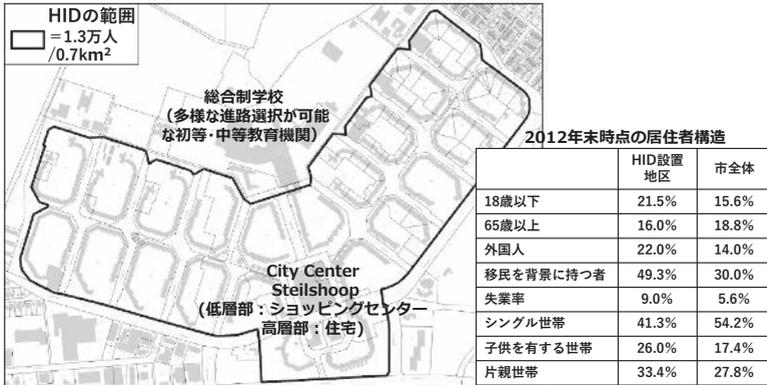 HIDの範囲
=1.3万人
/0.7km²
総合制学校
(多様な進路選択が可能
な初等・中等教育機関)
City Center
Steilshoop
(低層部:ショッピングセンター
高層部:住宅)
2012年末時点の居住者構造
HID設置
地区 市全体
18歳以下 21.5% 15.6%
65歳以上 16.0% 18.8%
外国人 22.0% 14.0%
移民を背景に持つ者 49.3% 30.0%
失業率 9.0% 5.6%
シングル世帯 41.3% 54.2%
子供を有する世帯 26.0% 17.4%
片親世帯 33.4% 27.8%